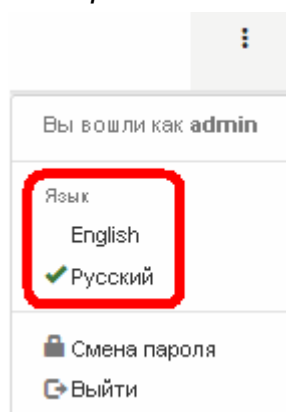 Вы вошли как admin
Язык
English
Русский
Смена пароля
Выйти